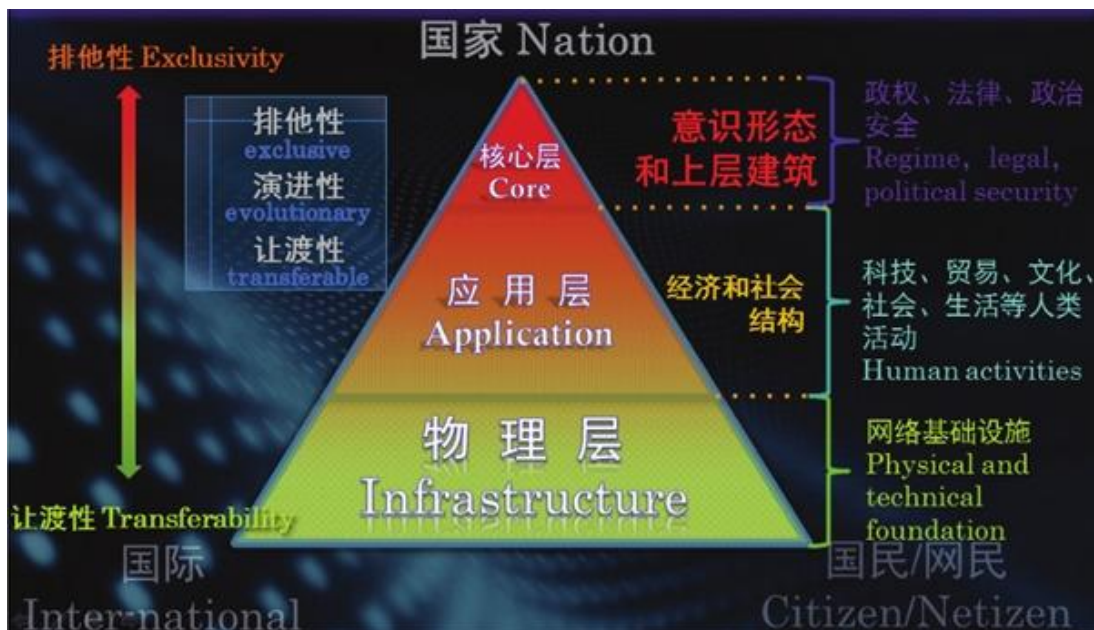 国家 Nation
排他性 Exclusivity
排他性
exclusive
演进性
evolutionary
让渡性
transferable
核心层
Core
应用层
Application
物理层
Infrastructure
意识形态
和上层建筑
经济和社会
结构
政权、法律、政治
安全
Regime, legal,
political security
科技、贸易、文化、
社会、生活等人类
活动
Human activities
网络基础设施
Physical and
technical
foundation
让渡性 Transferability
国际
Inter-national
国民/网民
Citizen/Netizen